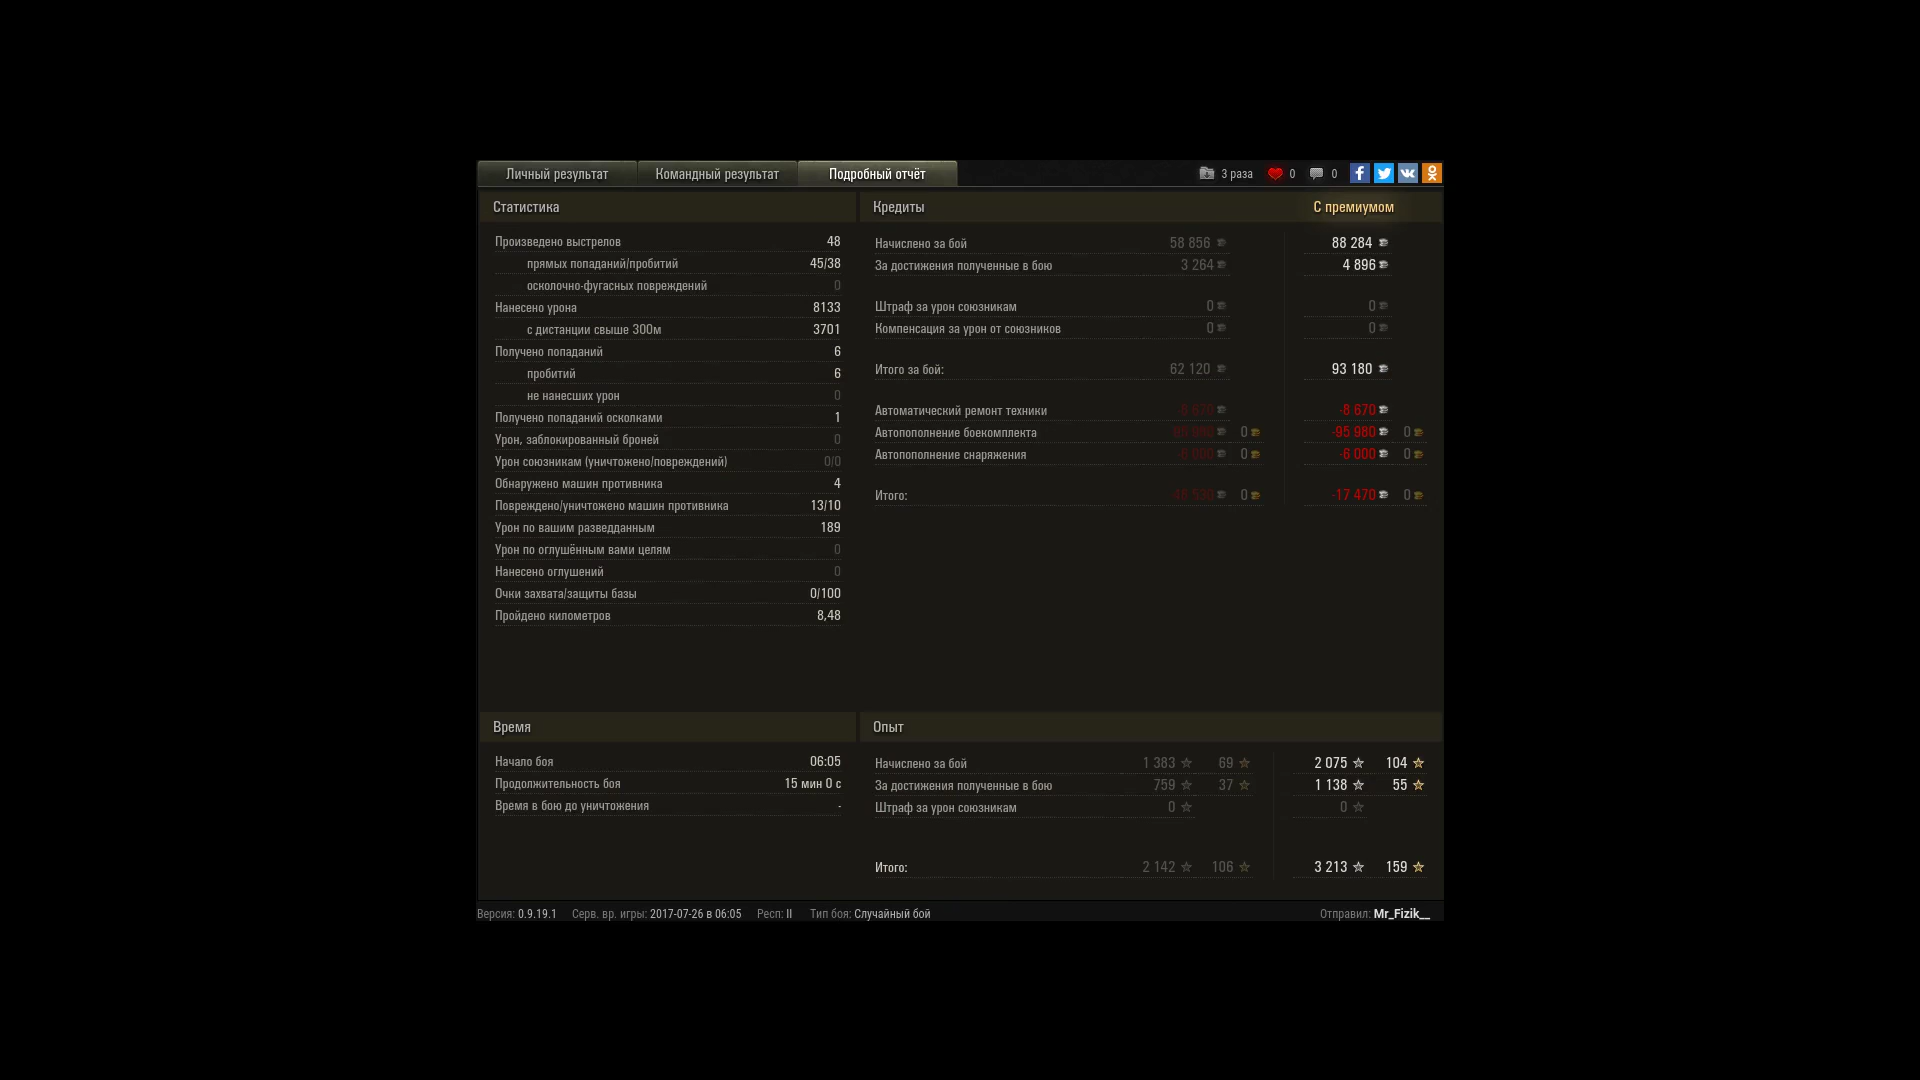 Личный результат Командный результат Подробный отчёт 3 раза 0 0
Статистика
Произведено выстрелов 48
прямых попаданий/пробитий 45/38
осколочно-фугасных повреждений 0
Нанесено урона 8133
с дистанции свыше 300м 3701
Получено попаданий 6
пробитий 6
не нанесших урон 0
Получено попаданий осколками 1
Урон, заблокированный броней 0
Урон союзникам (уничтожено/повреждений) 0/0
Обнаружено машин противника 4
Повреждено/уничтожено машин противника 13/10
Урон по вашим разведданным 189
Урон по оглушённым вами целям 0
Нанесено оглушений 0
Очки захвата/защиты базы 0/100
Пройдено километров 8,48
Кредиты С премиумом
Начислено за бой 58 856 88 284
За достижения полученные в бою 3 264 4 896
Штраф за урон союзникам 0 0
Компенсация за урон от союзников 0 0
Итого за бой: 62 120 93 180
Автоматический ремонт техники -8 670 -8 670
Автопополнение боекомплекта -95 980 0 -95 980 0
Автопополнение снаряжения -6 000 0 -6 000 0
Итого: 0 -17 470 0
Время
Начало боя 06:05
Продолжительность боя 15 мин 0 с
Время в бою до уничтожения -
Опыт
Начислено за бой 1 383 69 2 075 104
За достижения полученные в бою 759 37 1 138 55
Штраф за урон союзникам 0 0
Итого: 2 142 106 3 213 159
Версия: 0.9.19.1 Серв. вр. игры: 2017-07-26 в 06:05 Респ: II Тип боя: Случайный бой Отправил: Mr_Fizik__